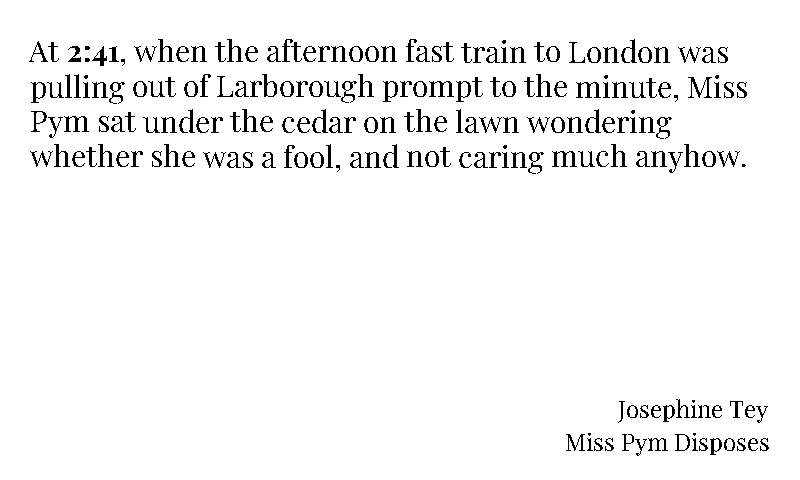 At 2:41, when the afternoon fast train to London was
pulling out of Larborough prompt to the minute, Miss
Pym sat under the cedar on the lawn wondering
whether she was a fool, and not caring much anyhow.
Josephine Tey
Miss Pym Disposes